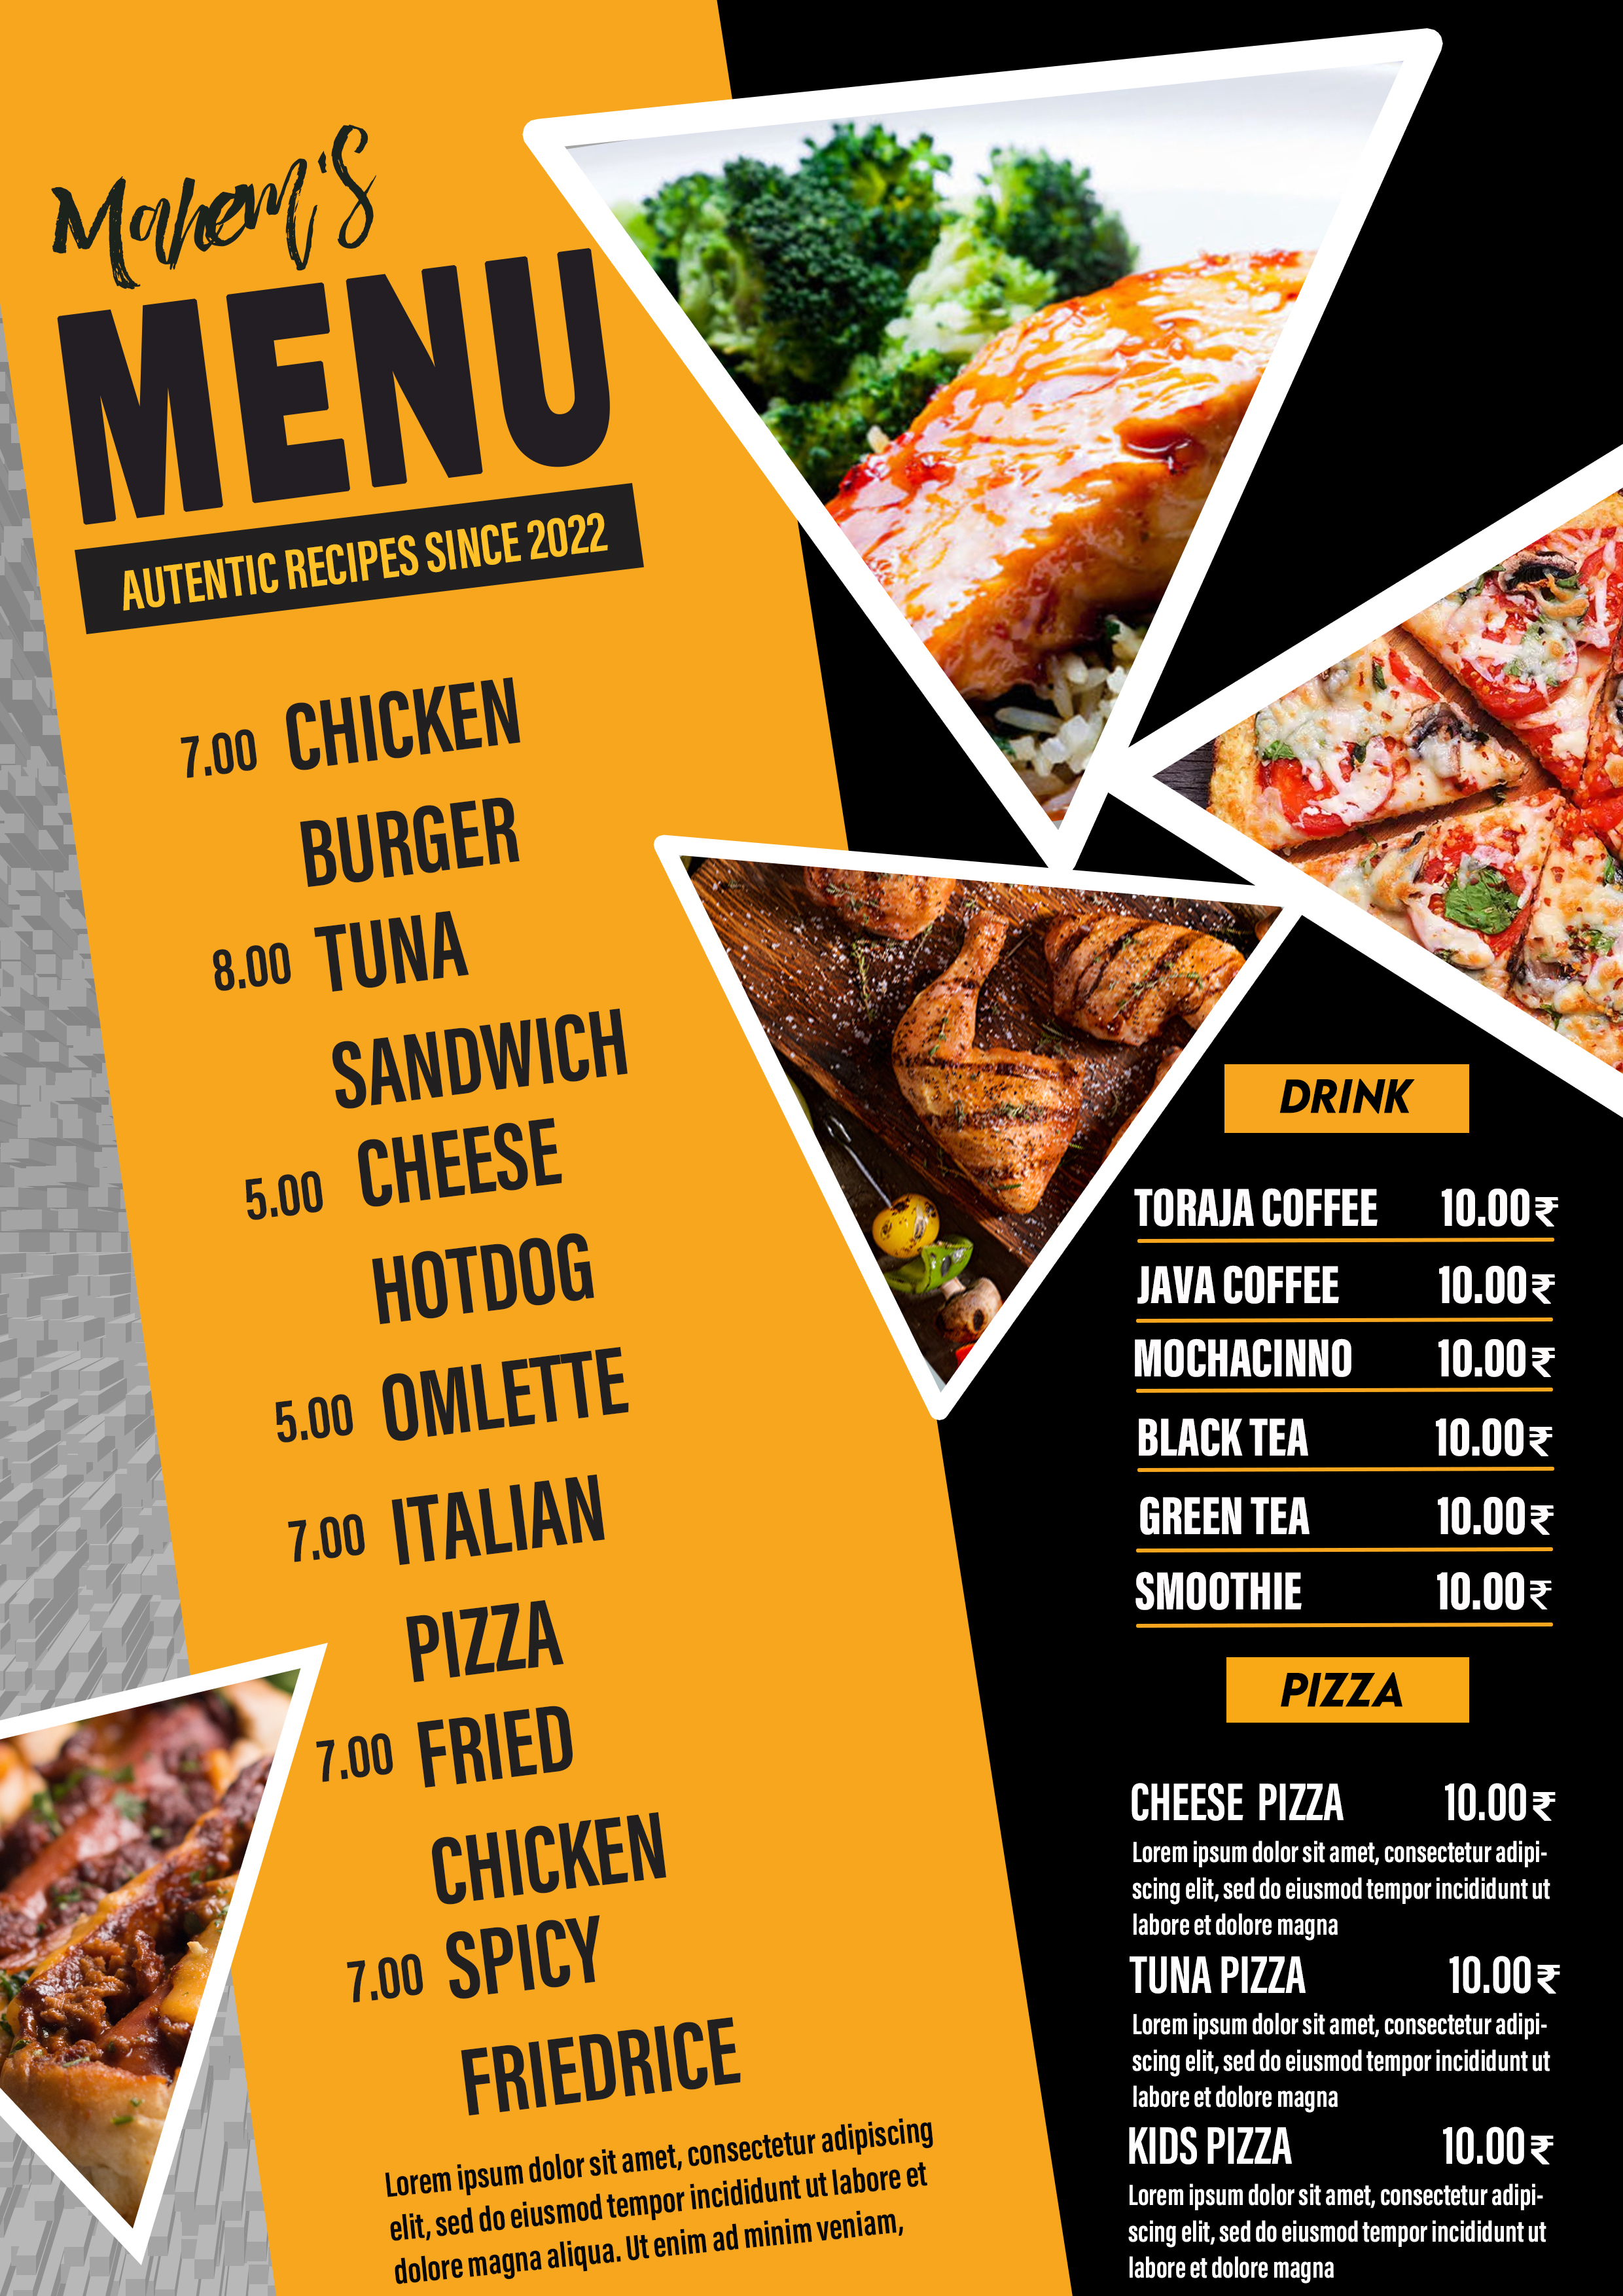 Mahem'S
MENU
AUTENTIC RECIPES SINCE 2022
7.00 CHICKEN
BURGER
8.00 TUNA
SANDWICH
5.00 CHEESE
HOTDOG
5.00 OMLETTE
7.00 ITALIAN
PIZZA
7.00 FRIED
CHICKEN
7.00 SPICY
FRIEDRICE
Lorem ipsum dolor sit amet, consectetur adipiscing
elit, sed do eiusmod tempor incididunt ut labore et
dolore magna aliqua. Ut enim ad minim veniam,
DRINK
TORAJA COFFEE 10.00₹
JAVA COFFEE 10.00₹
MOCHACINNO 10.00₹
BLACK TEA 10.00₹
GREEN TEA 10.00₹
SMOOTHIE 10.00₹
PIZZA
CHEESE PIZZA 10.00₹
Lorem ipsum dolor sit amet, consectetur adipi-
scing elit, sed do eiusmod tempor incididunt ut
labore et dolore magna
TUNA PIZZA 10.00₹
Lorem ipsum dolor sit amet, consectetur adipi-
scing elit, sed do eiusmod tempor incididunt ut
labore et dolore magna
KIDS PIZZA 10.00₹
Lorem ipsum dolor sit amet, consectetur adipi-
scing elit, sed do eiusmod tempor incididunt ut
labore et dolore magna